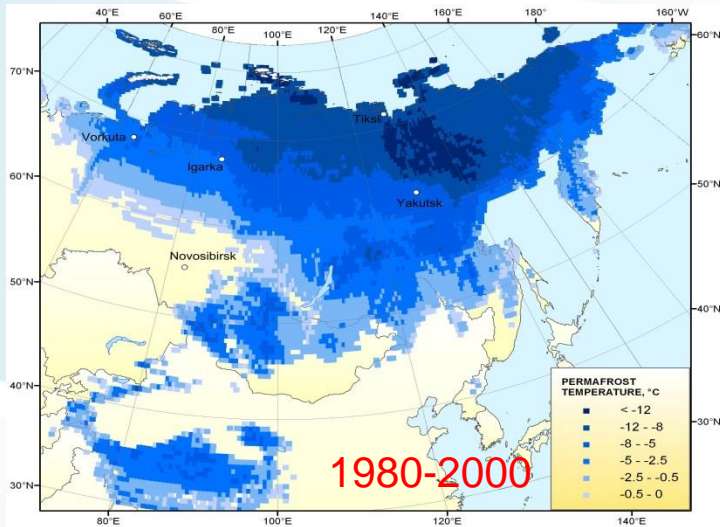 40°E 60°E 80°E 100°E 120°E 140°E 160°E 180° 160°W
70°N 60°N
Tiksi
Vorkuta
Igarka
60°N 50°N
Yakutsk
Novosibirsk
50°N 40°N
40°N
PERMAFROST
TEMPERATURE, °C
< -12
-12 - -8
-8 - -5
-5 - -2.5
-2.5 - -0.5
-0.5 - 0
1980-2000
30°N 30°N
80°E 100°E 120°E 140°E